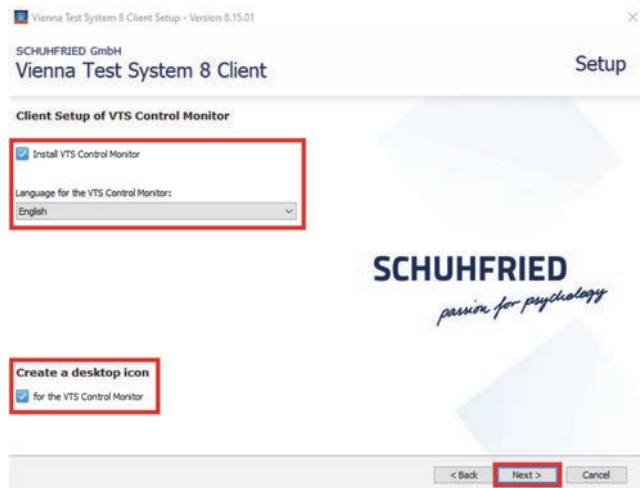 Vienna Test System 8 Client Setup - Version 8.15.01
SCHUHFRIED GmbH
Vienna Test System 8 Client
Setup
Client Setup of VTS Control Monitor
Install VTS Control Monitor
Language for the VTS Control Monitor:
English
SCHUHFRIED
passion for psychology
Create a desktop icon
for the VTS Control Monitor
< Back Next > Cancel